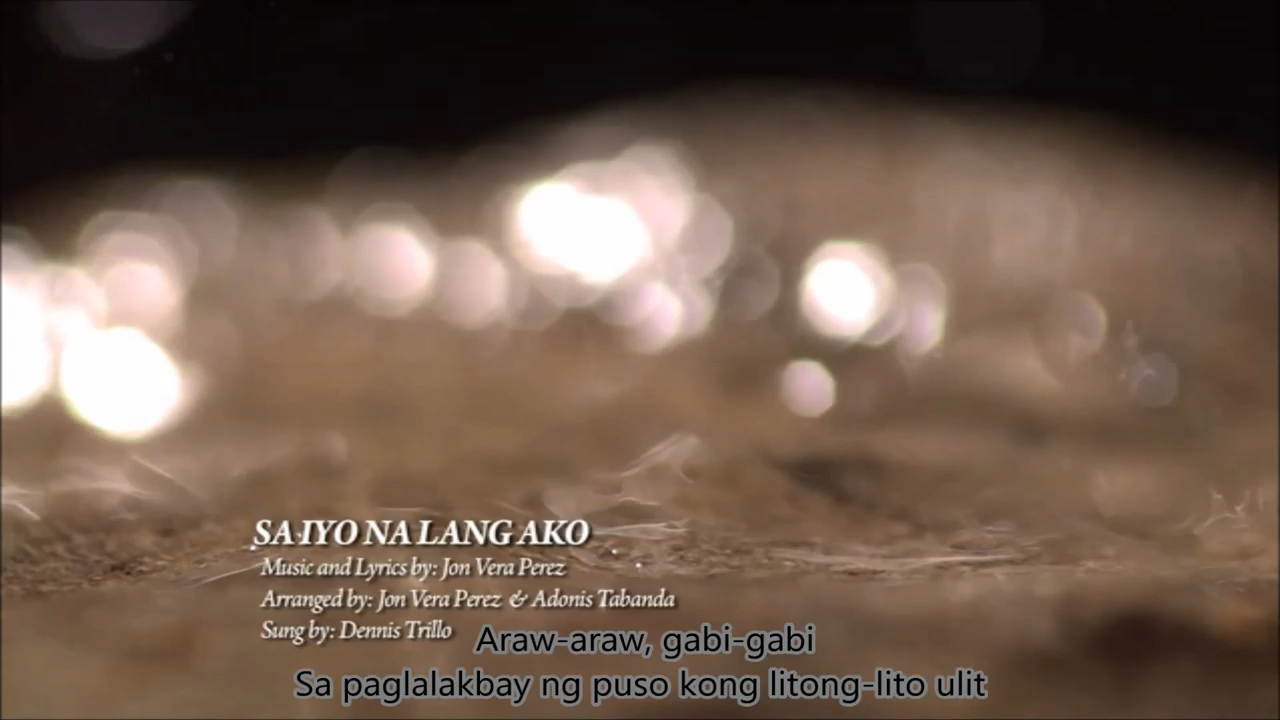 SA-IYO NA LANG AKO
Music and Lyrics by: Jon Vera Perez
Arranged by: Jon Vera Perez & Adonis Tabanda
Sung by: Dennis Trillo
Araw-araw, gabi-gabi
Sa paglalakbay ng puso kong litong-lito ulit